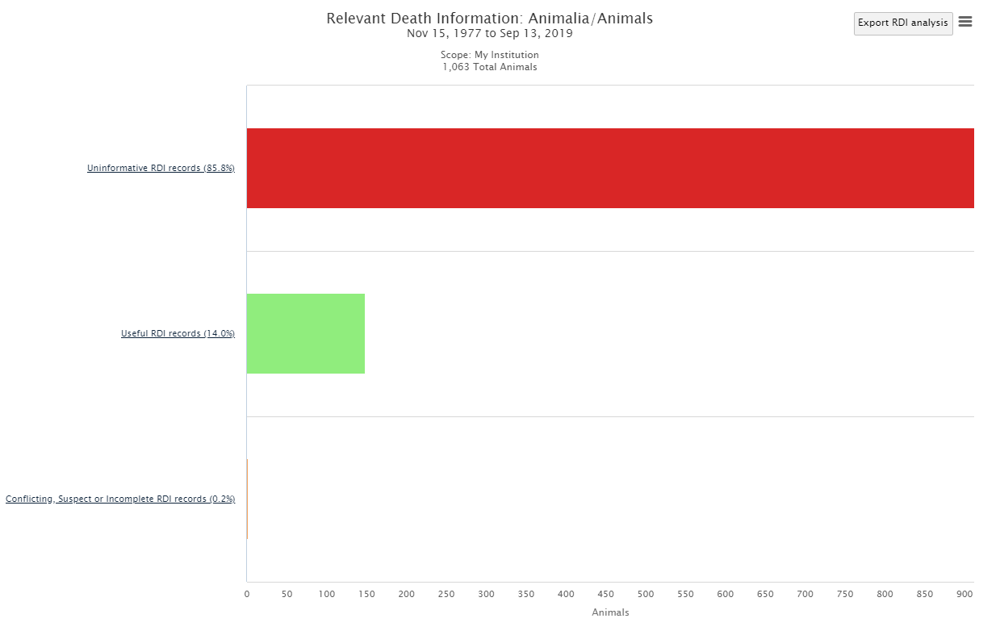 Relevant Death Information: Animalia/Animals
Nov 15, 1977 to Sep 13, 2019
Export RDI analysis
Scope: My Institution
1,063 Total Animals
Uninformative RDI records (85.8%)
Useful RDI records (14.0%)
Conflicting, Suspect or Incomplete RDI records (0.2%)
0 50 100 150 200 250 300 350 400 450 500 550 600 650 700 750 800 850 900
Animals